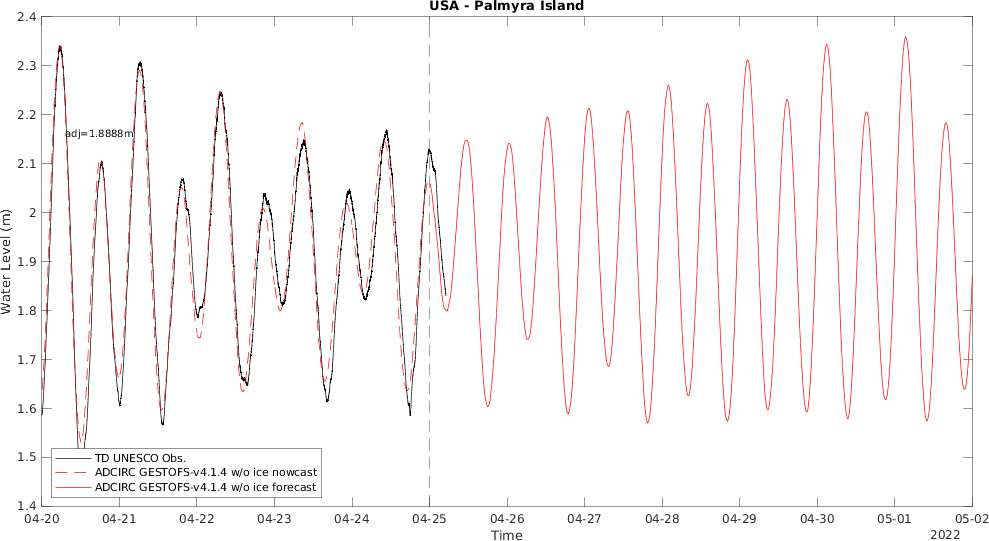 USA - Palmyra Island
2.4
2.3
2.2
2.1
2
1.9
1.8
1.7
1.6
1.5
1.4
Water Level (m)
adj=1.8888m
TD UNESCO Obs.
ADCIRC GESTOFS-v4.1.4 w/o ice nowcast
ADCIRC GESTOFS-v4.1.4 w/o ice forecast
04-20 04-21 04-22 04-23 04-24 04-25 04-26 04-27 04-28 04-29 04-30 05-01 05-02
Time
2022